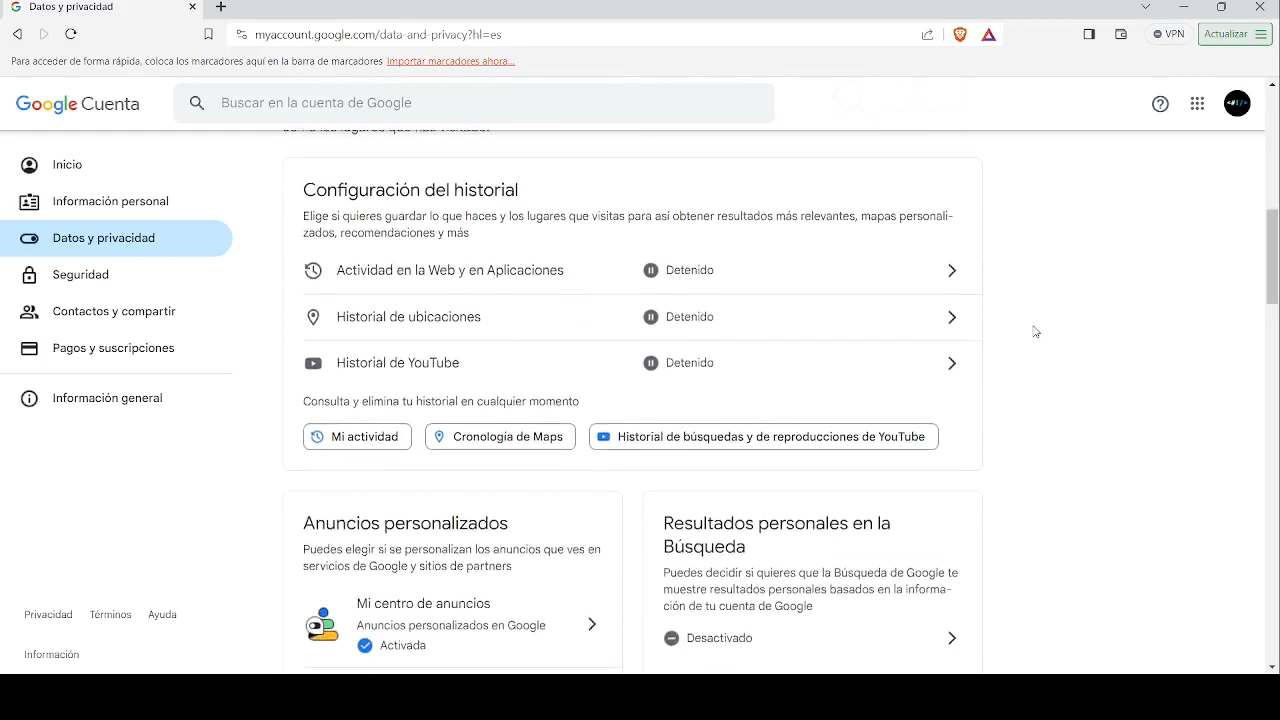 Datos y privacidad
myaccount.google.com/data-and-privacy?hl=es
VPN
Actualizar
Para acceder de forma rápida, coloca los marcadores aquí en la barra de marcadores Importar marcadores ahora...
Google Cuenta
Buscar en la cuenta de Google
como los lugares que has visitado.
Inicio
Información personal
Datos y privacidad
Seguridad
Contactos y compartir
Pagos y suscripciones
Información general
Privacidad Términos Ayuda
Información
Configuración del historial
Elige si quieres guardar lo que haces y los lugares que visitas para así obtener resultados más relevantes, mapas personali-
zados, recomendaciones y más
Actividad en la Web y en Aplicaciones Detenido
Historial de ubicaciones Detenido
Historial de YouTube Detenido
Consulta y elimina tu historial en cualquier momento
Mi actividad Cronología de Maps Historial de búsquedas y de reproducciones de YouTube
Anuncios personalizados
Puedes elegir si se personalizan los anuncios que ves en
servicios de Google y sitios de partners
Mi centro de anuncios
Anuncios personalizados en Google
Activada
Resultados personales en la
Búsqueda
Puedes decidir si quieres que la Búsqueda de Google te
muestre resultados personales basados en la informa-
ción de tu cuenta de Google
Desactivado